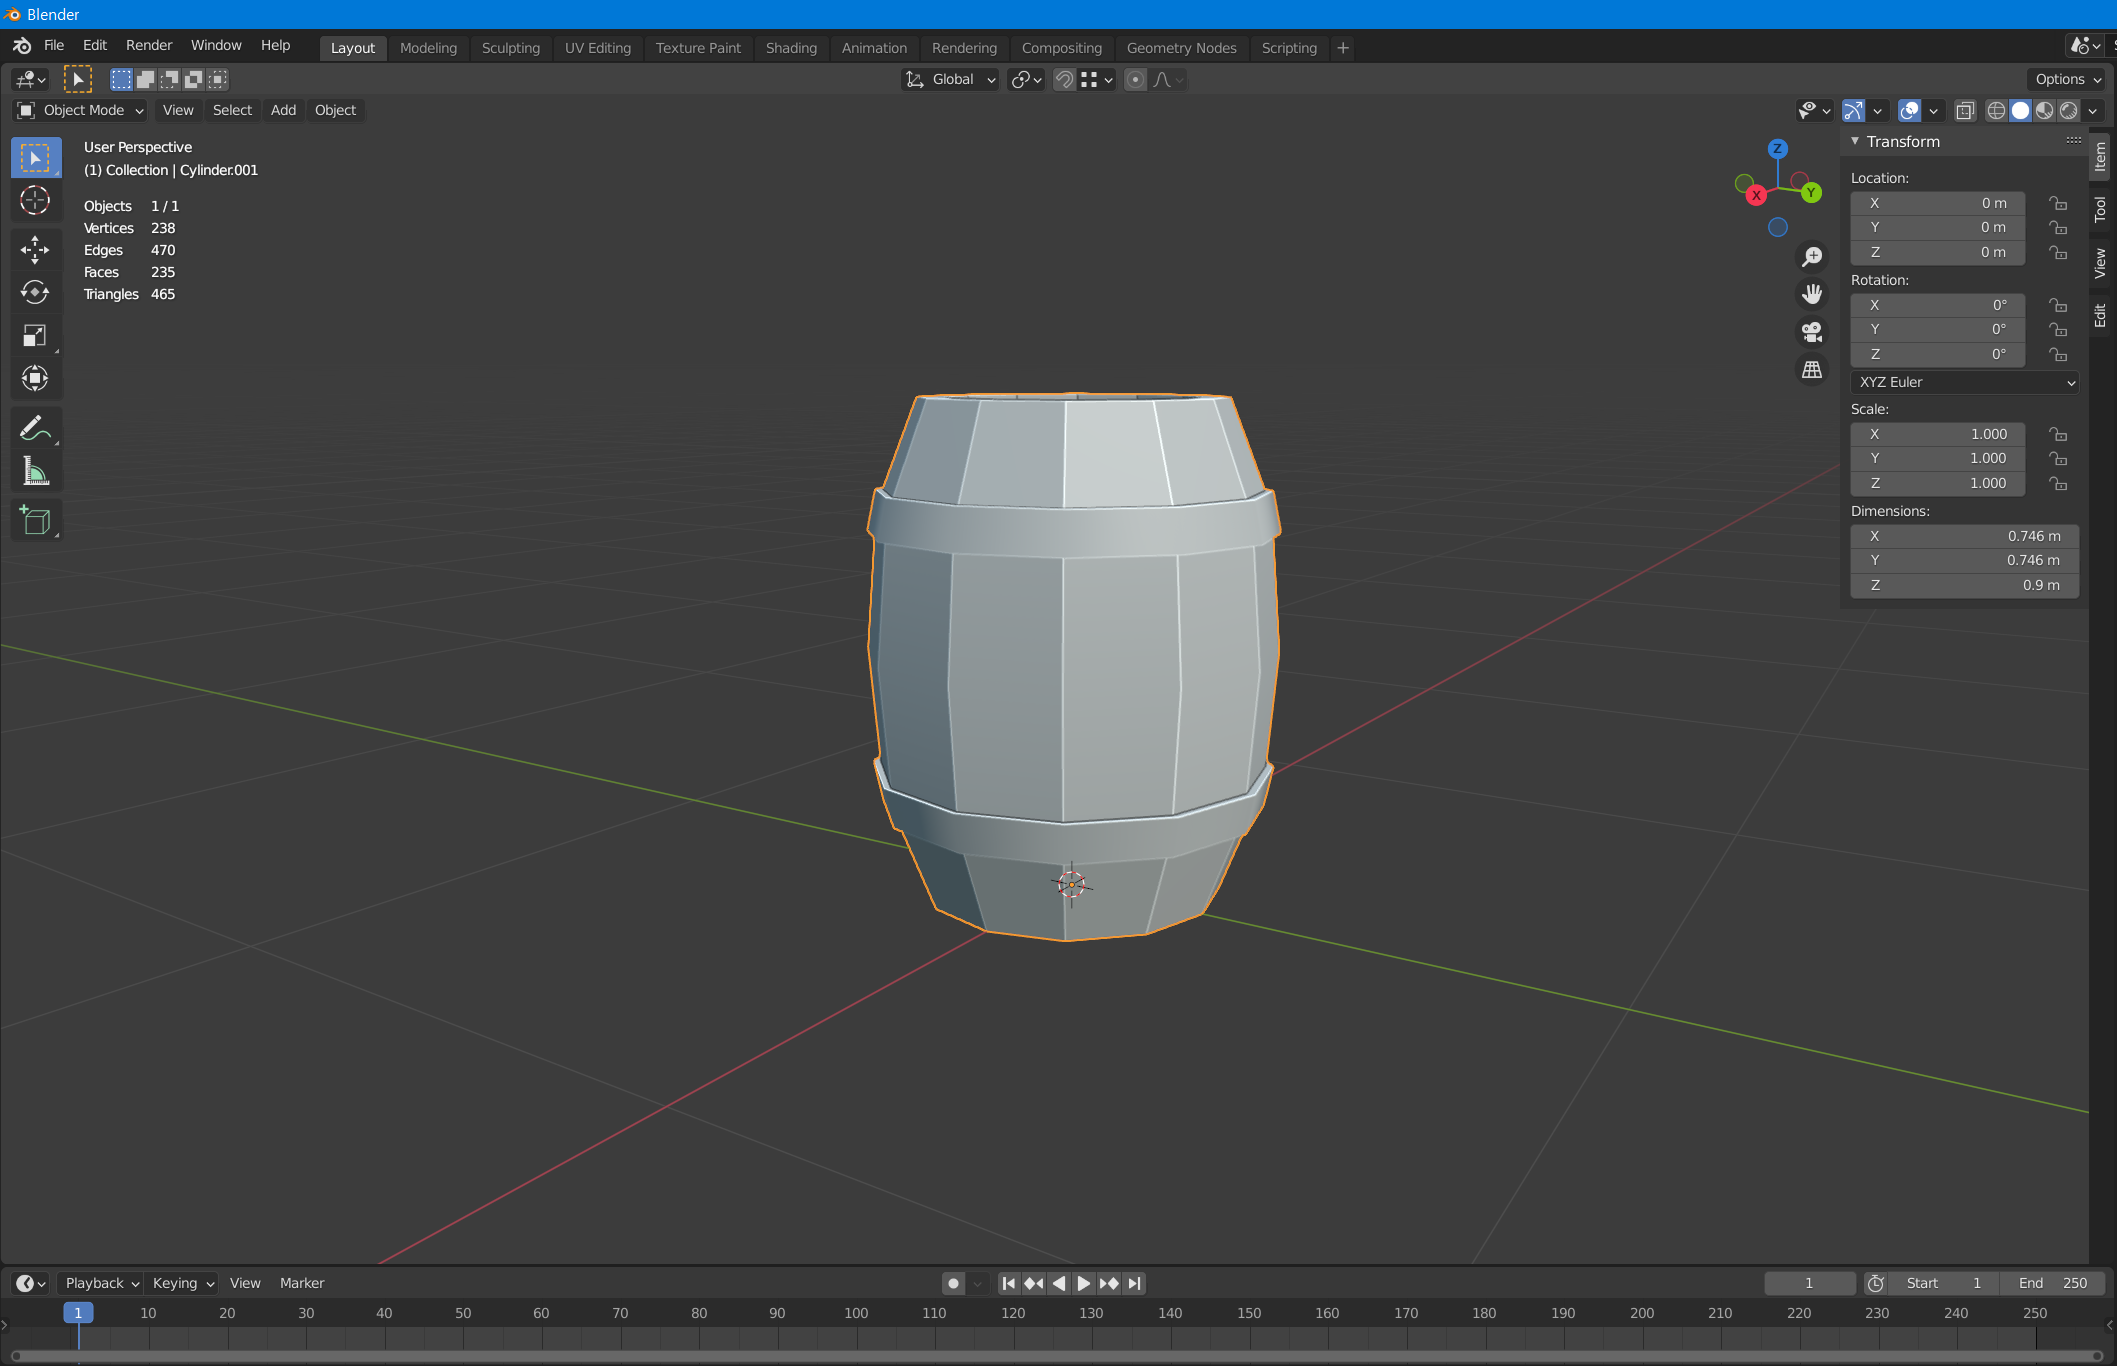 Blender
File Edit Render Window Help Layout Modeling Sculpting UV Editing Texture Paint Shading Animation Rendering Compositing Geometry Nodes Scripting +
Global Options
Object Mode View Select Add Object
User Perspective
(1) Collection | Cylinder.001
Objects 1 / 1
Vertices 238
Edges 470
Faces 235
Triangles 465
Z
X
Y
Transform
Location:
X 0 m
Y 0 m
Z 0 m
Rotation:
X 0°
Y 0°
Z 0°
XYZ Euler
Scale:
X 1.000
Y 1.000
Z 1.000
Dimensions:
X 0.746 m
Y 0.746 m
Z 0.9 m
Item
Tool
View
Edit
Playback Keying View Marker 1 Start 1 End 250
1 10 20 30 40 50 60 70 80 90 100 110 120 130 140 150 160 170 180 190 200 210 220 230 240 250